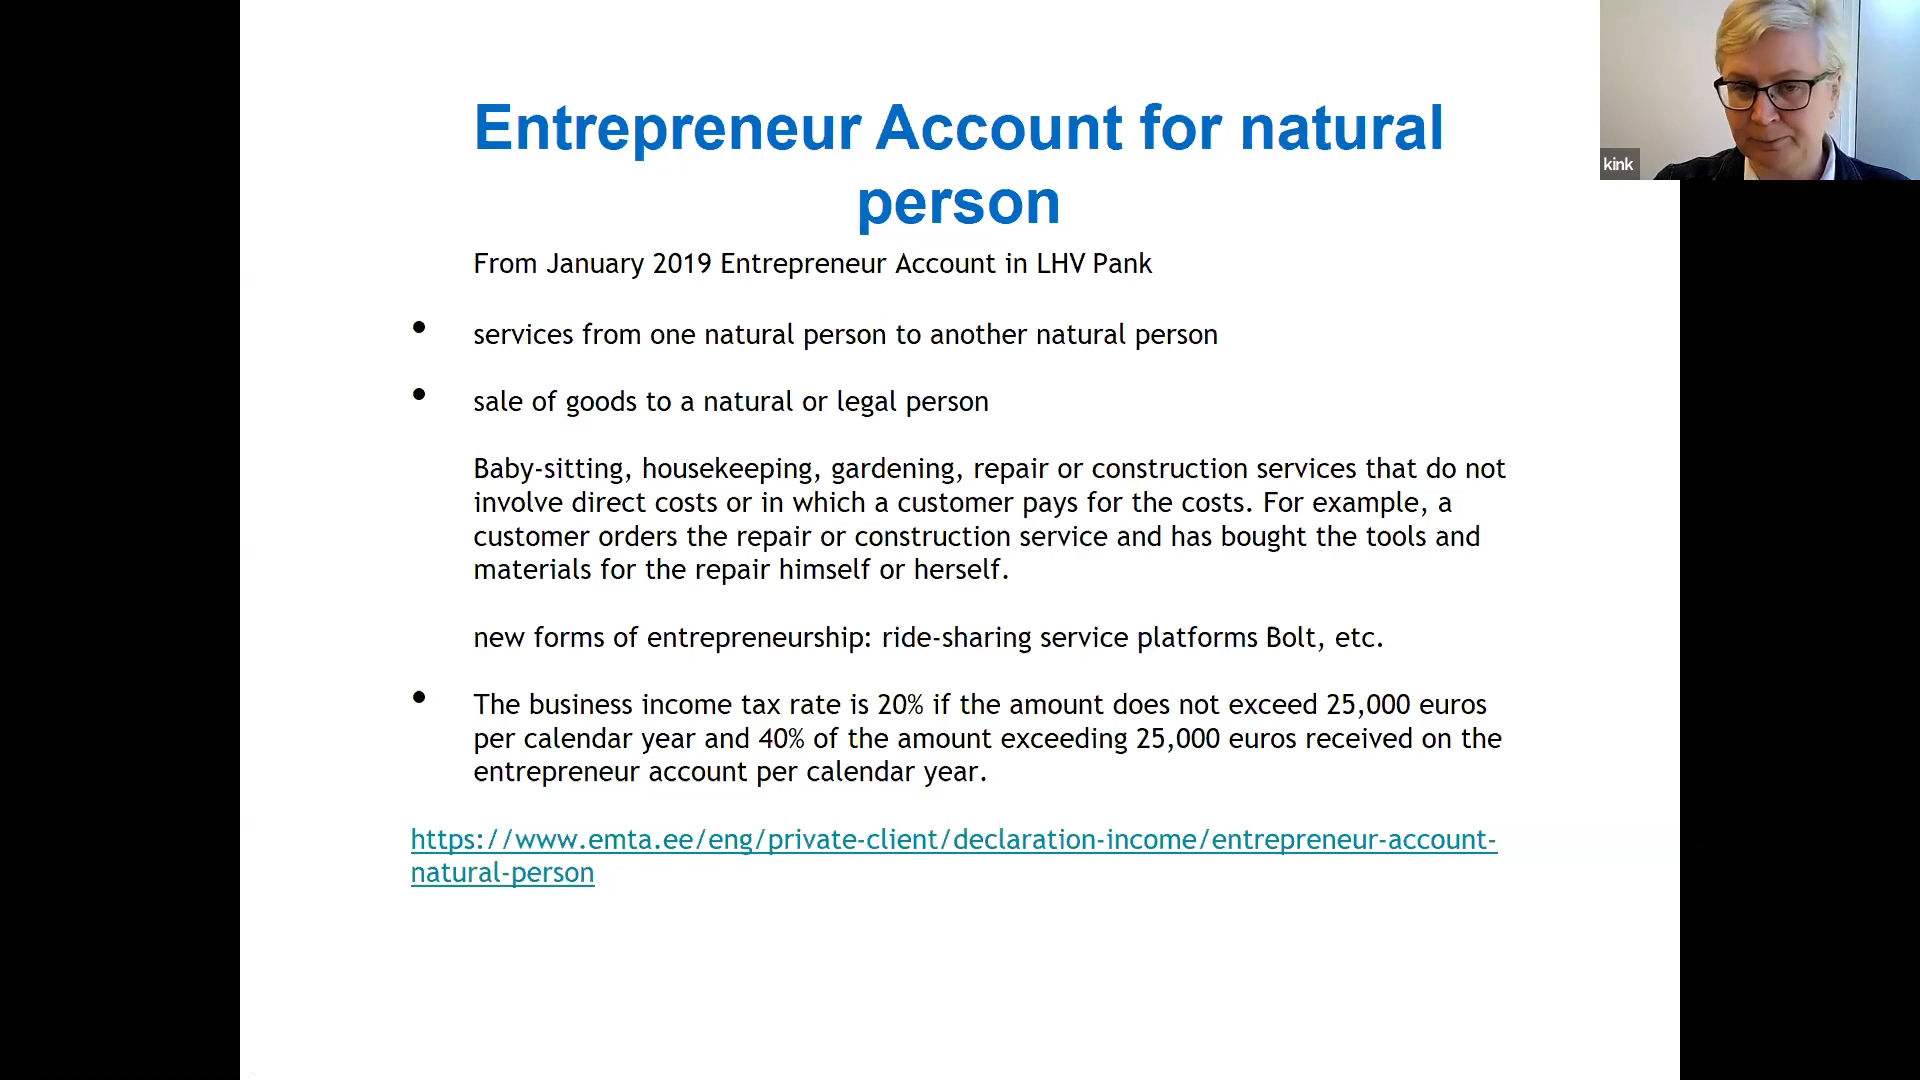 Entrepreneur Account for natural
person
kink
From January 2019 Entrepreneur Account in LHV Pank
• services from one natural person to another natural person
• sale of goods to a natural or legal person
Baby-sitting, housekeeping, gardening, repair or construction services that do not
involve direct costs or in which a customer pays for the costs. For example, a
customer orders the repair or construction service and has bought the tools and
materials for the repair himself or herself.
new forms of entrepreneurship: ride-sharing service platforms Bolt, etc.
• The business income tax rate is 20% if the amount does not exceed 25,000 euros
per calendar year and 40% of the amount exceeding 25,000 euros received on the
entrepreneur account per calendar year.
https://www.emta.ee/eng/private-client/declaration-income/entrepreneur-account-
natural-person